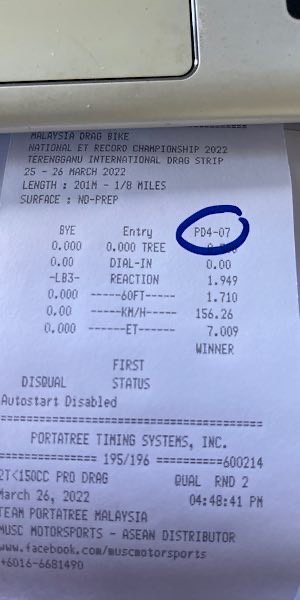 MALAYSIA DRAG BIKE
NATIONAL ET RECORD CHAMPIONSHIP 2022
TERENGGANU INTERNATIONAL DRAG STRIP
25 - 26 MARCH 2022
LENGTH : 201M - 1/8 MILES
SURFACE : NO-PREP
BYE Entry PD4-07
0.000 0.000 TREE
0.00 DIAL-IN 0.00
-LB3- REACTION 1.949
0.000 -----60FT----- 1.710
0.00 -----KM/H----- 156.26
0.000 ------ET------ 7.009
WINNER
FIRST
DISQUAL STATUS
Autostart Disabled
===================================
PORTATREE TIMING SYSTEMS, INC.
============ 195/196 ==========600214
2T<150CC PRO DRAG QUAL RND 2
March 26, 2022 04:48:41 PM
TEAM PORTATREE MALAYSIA
MUSC MOTORSPORTS - ASEAN DISTRIBUTOR
www.facebook.com/muscmotorsports
+6016-6681490